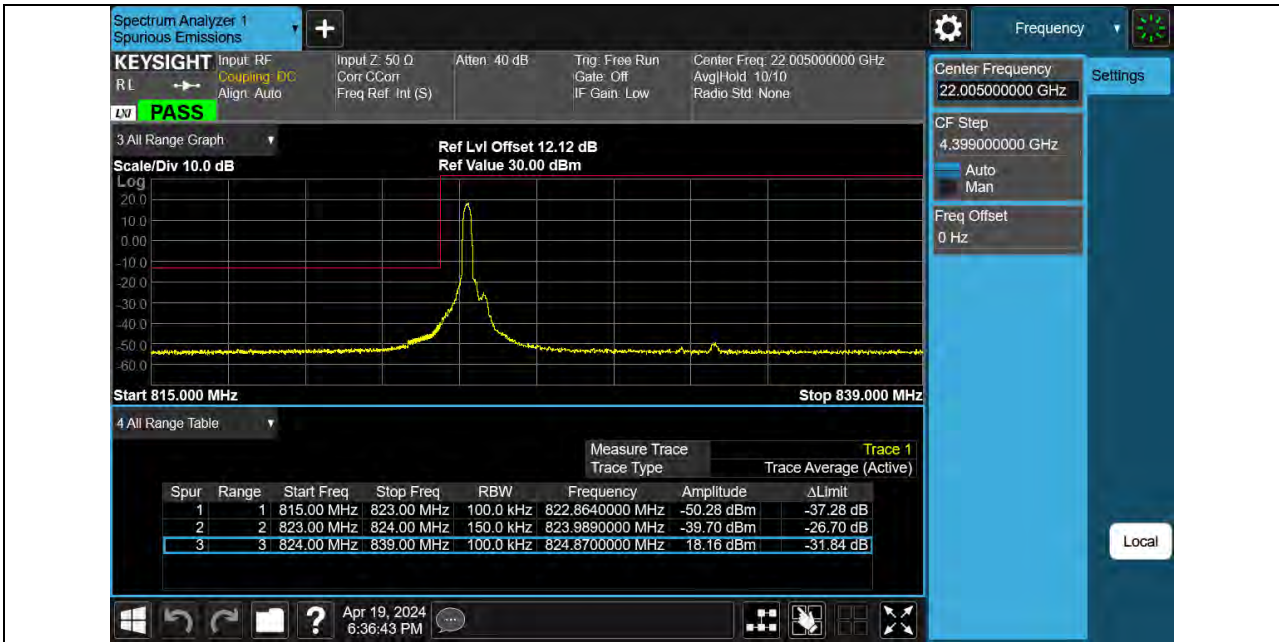 Spectrum Analyzer 1
Spurious Emissions
Frequency
KEYSIGHT
RL
LXI PASS
Input: RF
Coupling: DC
Align: Auto
Input Z: 50 Ω
Corr CCorr
Freq Ref: Int (S)
Atten: 40 dB
Trig: Free Run
Gate: Off
IF Gain: Low
Center Freq: 22.005000000 GHz
Avg|Hold: 10/10
Radio Std: None
3 All Range Graph
Scale/Div 10.0 dB
Ref Lvl Offset 12.12 dB
Ref Value 30.00 dBm
Log
20.0
10.0
0.00
-10.0
-20.0
-30.0
-40.0
-50.0
-60.0
Start 815.000 MHz Stop 839.000 MHz
4 All Range Table
Measure Trace Trace 1
Trace Type Trace Average (Active)
Spur Range Start Freq Stop Freq RBW Frequency Amplitude ΔLimit
1 1 815.00 MHz 823.00 MHz 100.0 kHz 822.8640000 MHz -50.28 dBm -37.28 dB
2 2 823.00 MHz 824.00 MHz 150.0 kHz 823.9890000 MHz -39.70 dBm -26.70 dB
3 3 824.00 MHz 839.00 MHz 100.0 kHz 824.8700000 MHz 18.16 dBm -31.84 dB
Center Frequency
22.005000000 GHz
Settings
CF Step
4.399000000 GHz
Auto
Man
Freq Offset
0 Hz
Local
?
Apr 19, 2024
6:36:43 PM